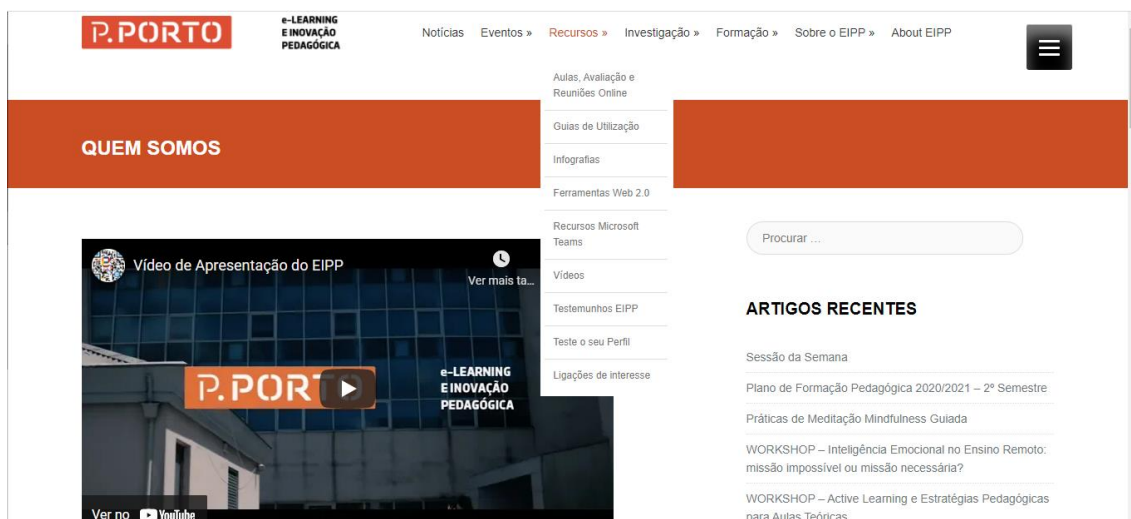 P.PORTO
e-LEARNING
E INOVAÇÃO
PEDAGÓGICA
Notícias Eventos » Recursos » Investigação » Formação » Sobre o EIPP » About EIPP
Aulas, Avaliação e
Reuniões Online
Guias de Utilização
Infografias
Ferramentas Web 2.0
Recursos Microsoft
Teams
Vídeos
Testemunhos EIPP
Teste o seu Perfil
Ligações de interesse
QUEM SOMOS
Vídeo de Apresentação do EIPP
Ver mais ta...
P.PORTO
e-LEARNING
E INOVAÇÃO
PEDAGÓGICA
Ver no YouTube
Procurar ...
ARTIGOS RECENTES
Sessão da Semana
Plano de Formação Pedagógica 2020/2021 – 2º Semestre
Práticas de Meditação Mindfulness Guiada
WORKSHOP – Inteligência Emocional no Ensino Remoto:
missão impossível ou missão necessária?
WORKSHOP – Active Learning e Estratégias Pedagógicas
para Aulas Teóricas